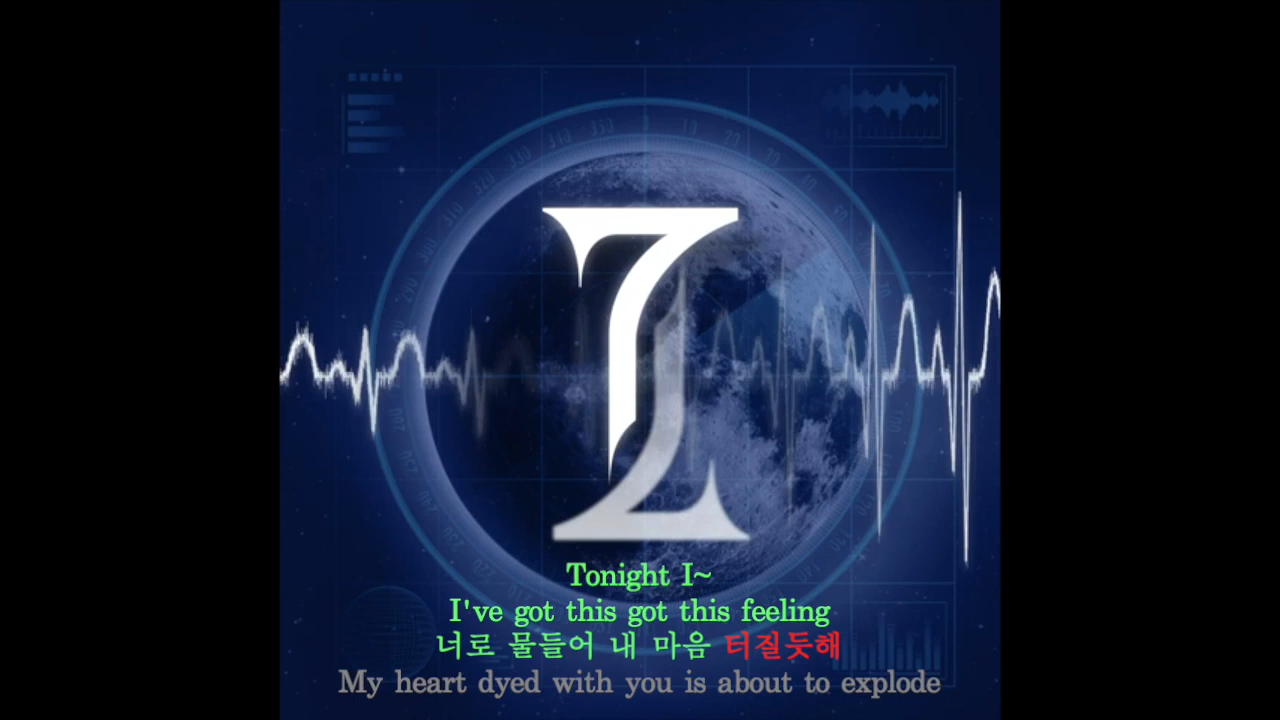 Tonight I~
I've got this got this feeling
너로 물들어 내 마음 터질듯해
My heart dyed with you is about to explode